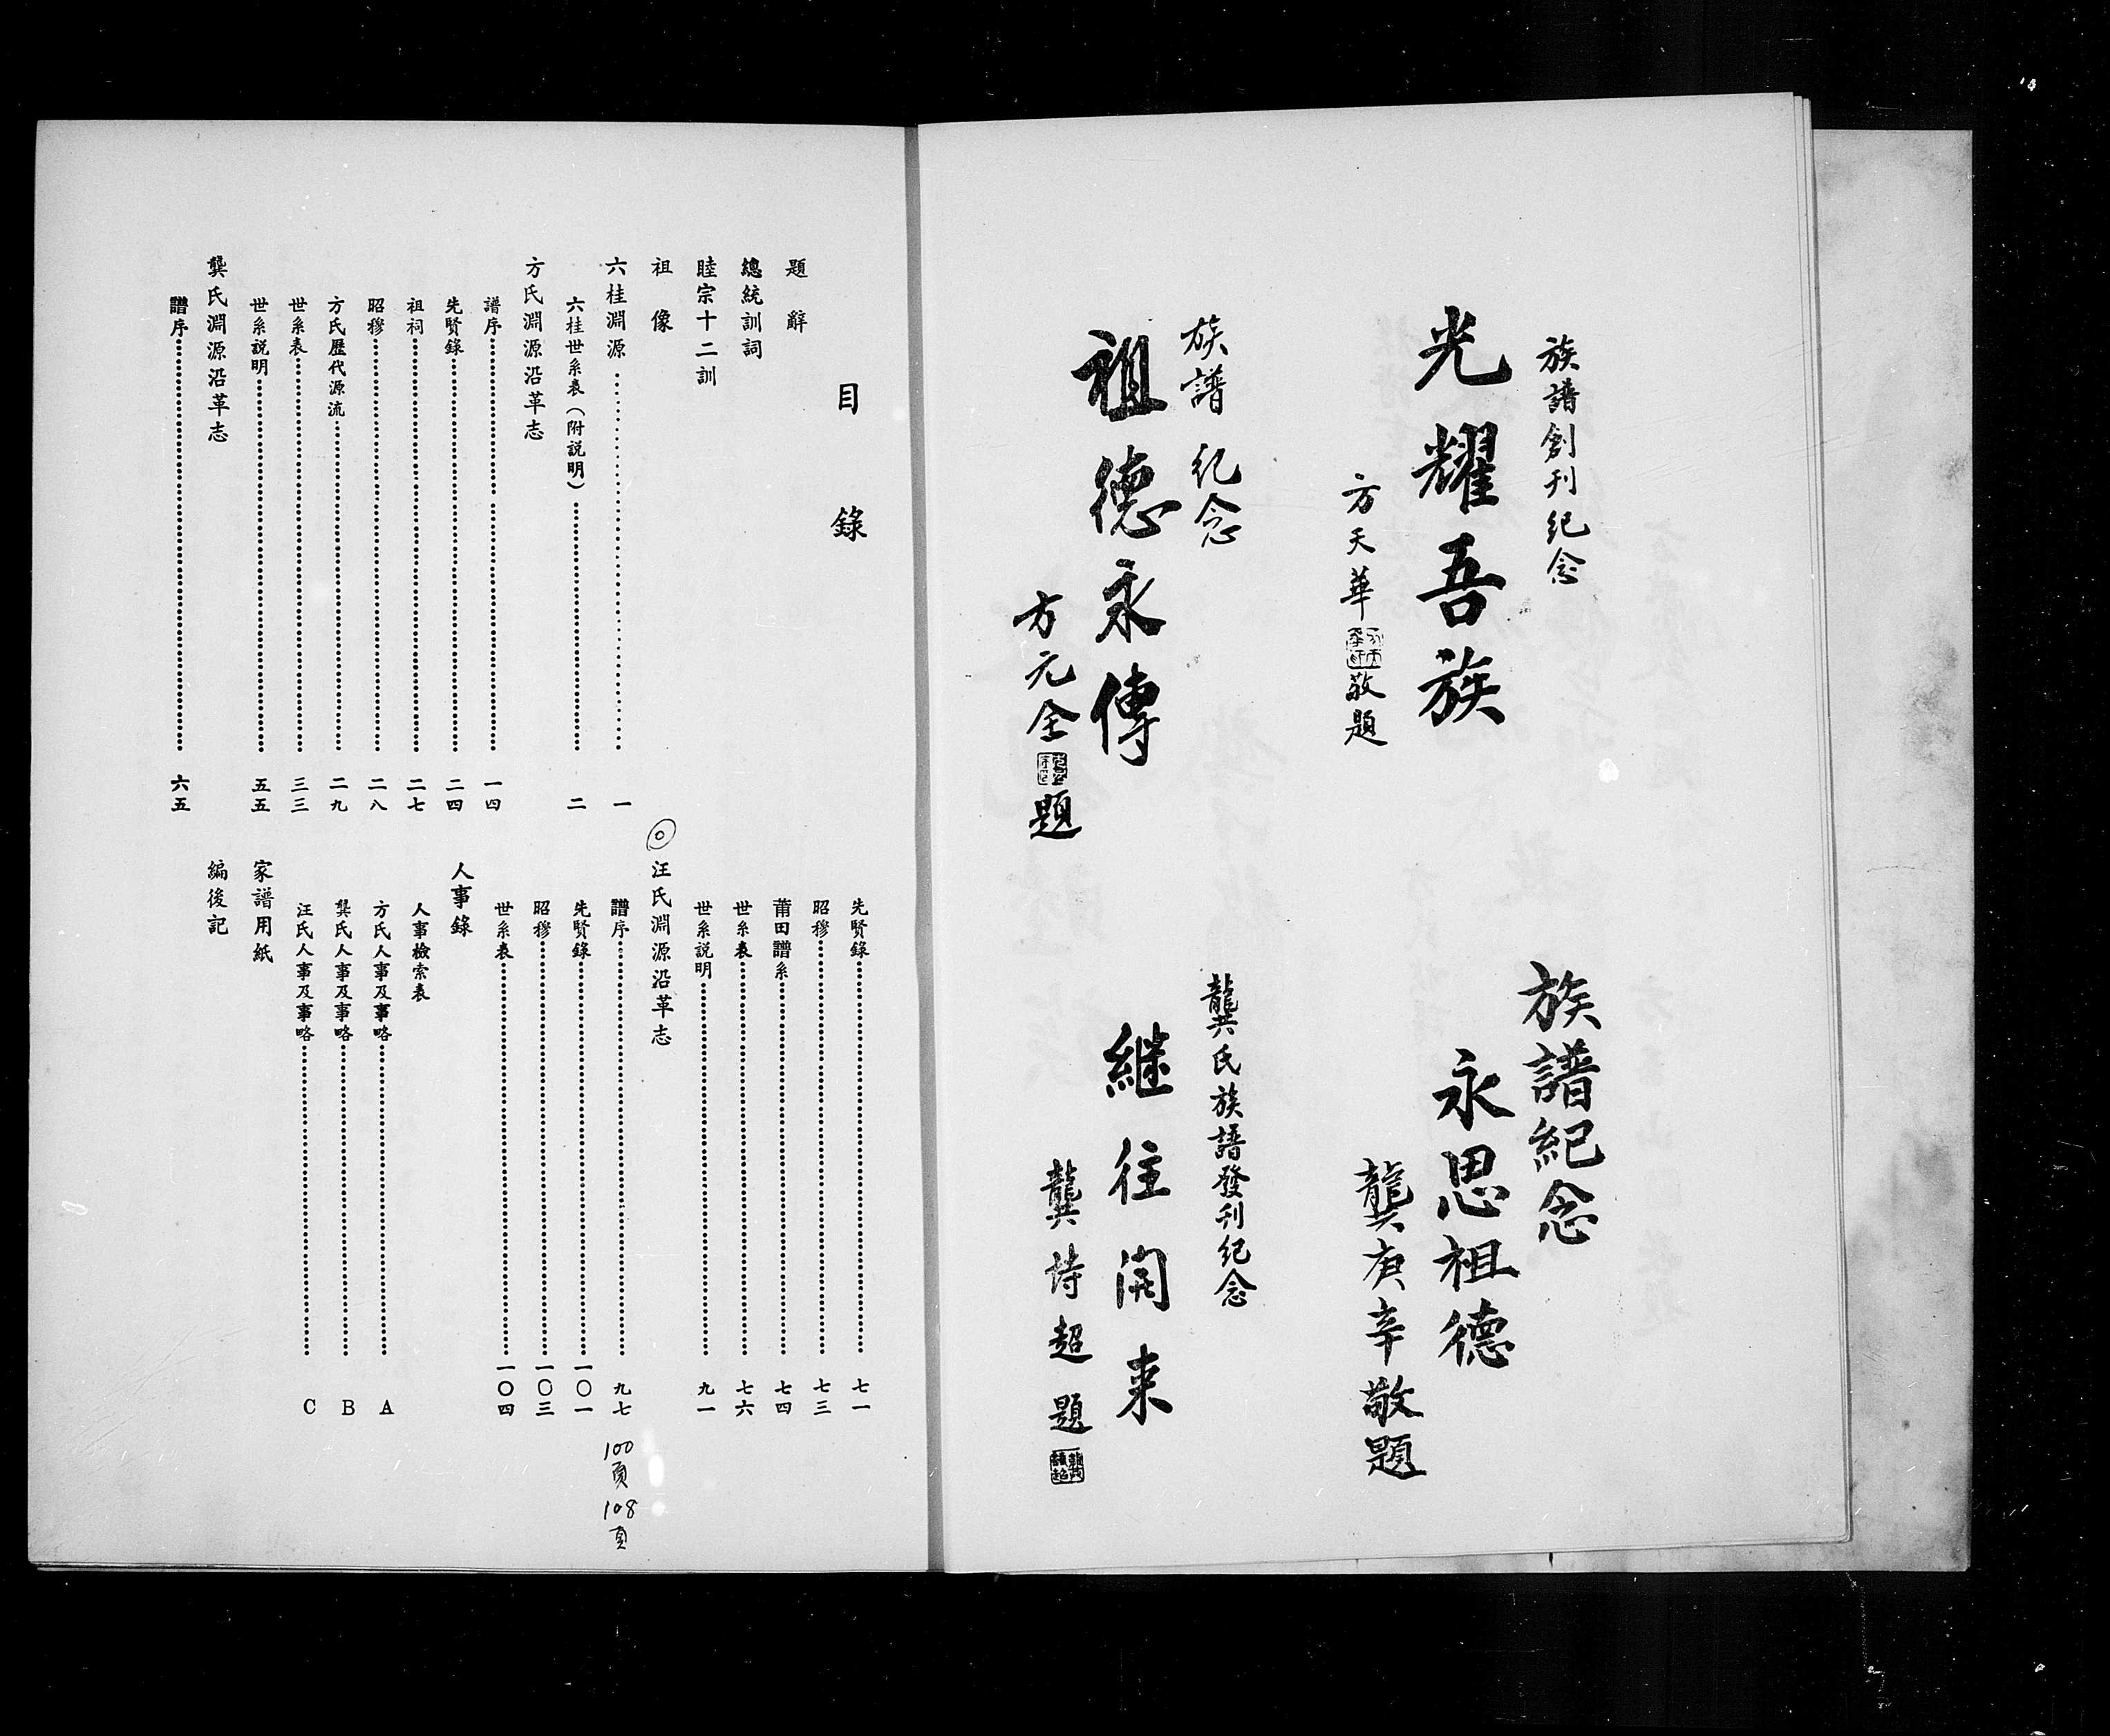 族譜創刊紀念
光耀吾族
方天華敬題
族譜紀念
永思祖德
龔庚辛敬題
族譜紀念
祖德永傳
方元全題
龔氏族譜發刊纪念
継往開来
龔詩超題
目錄
題辭
總統訓詞
睦宗十二訓
祖像
六桂淵源 一
六桂世系表(附説明) 二
方氏淵源沿革志
譜序 一四
先賢錄 二四
祖祠 二七
昭穆 二八
方氏歷代源流 二九
世系表 三三
世系説明 五五
龔氏淵源沿革志
譜序 六五
先賢錄 七一
昭穆 七三
莆田譜系 七四
世系表 七六
世系説明 九一
汪氏淵源沿革志
譜序 九七
100頁 108頁
先賢錄 一〇一
昭穆 一〇三
世系表 一〇四
人事錄
人事檢索表
方氏人事及事略 A
龔氏人事及事略 B
汪氏人事及事略 C
家譜用紙
編後記